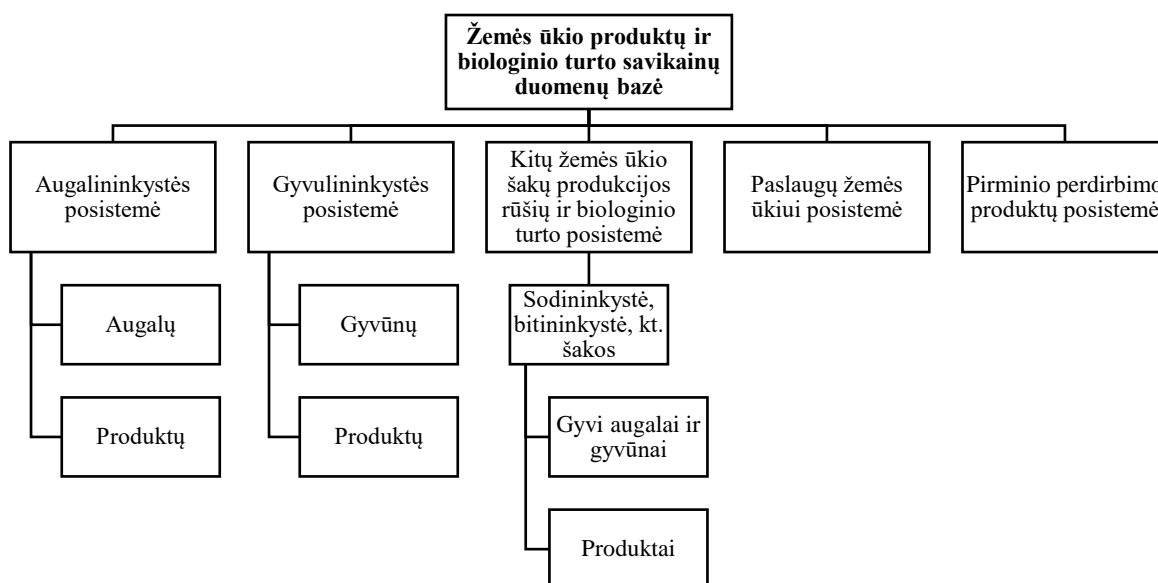 Žemės ūkio produktų ir
biologinio turto savikainų
duomenų bazė
Augalininkystės
posistemė
Gyvulininkystės
posistemė
Kitų žemės ūkio
šakų produkcijos
rūšių ir biologinio
turto posistemė
Paslaugų žemės
ūkiui posistemė
Pirminio perdirbimo
produktų posistemė
Augalų
Produktų
Gyvūnų
Produktų
Sodininkystė,
bitininkystė, kt.
šakos
Gyvi augalai ir
gyvūnai
Produktai